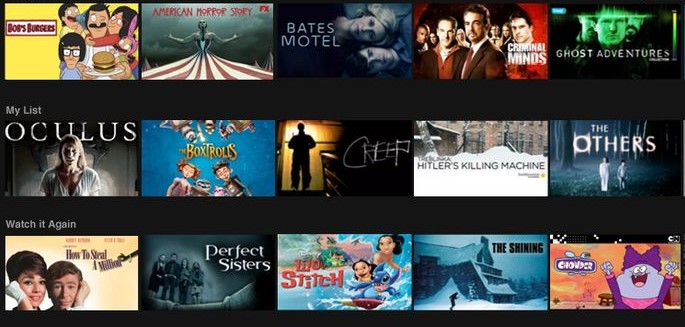 BOB'S BURGERS
AMERICAN HORROR STORY FX
BATES
MOTEL
CRIMINAL
MINDS
GHOST ADVENTURES
COLLECTION
My List
OCULUS
THE
BOXTROLLS
CREEP
TREBLINKA:
HITLER'S KILLING MACHINE
THE
OTHERS
Watch it Again
AUDREY HEPBURN PETER O'TOOLE
How To Steal
A Million
Perfect
Sisters
Lilo
STITCH
THE SHINING
CN
CHOWDER